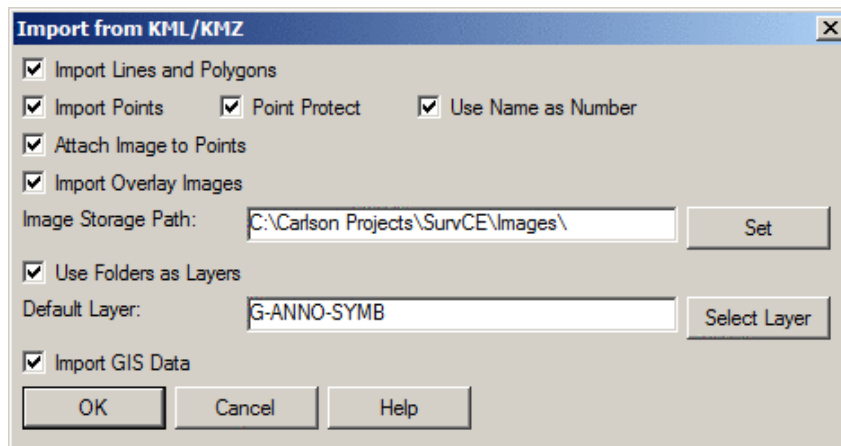 Import from KML/KMZ
Import Lines and Polygons
Import Points Point Protect Use Name as Number
Attach Image to Points
Import Overlay Images
Image Storage Path: C:\Carlson Projects\SurvCE\Images\ Set
Use Folders as Layers
Default Layer: G-ANNO-SYMB Select Layer
Import GIS Data
OK Cancel Help